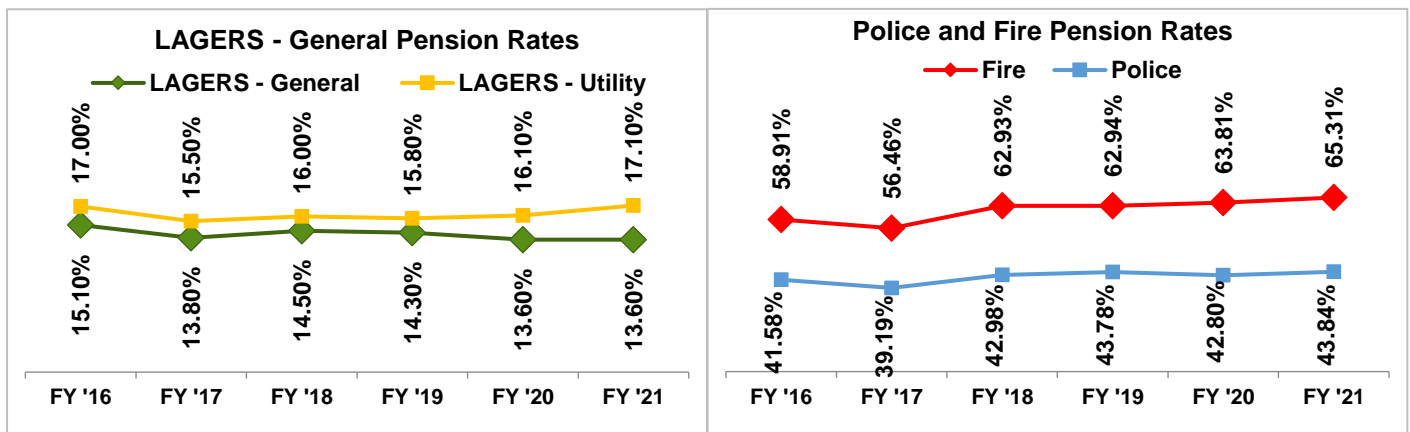 LAGERS - General Pension Rates
LAGERS - General
LAGERS - Utility
17.00%
15.50%
16.00%
15.80%
16.10%
17.10%
15.10%
13.80%
14.50%
14.30%
13.60%
13.60%
FY '16
FY '17
FY '18
FY '19
FY '20
FY '21
Police and Fire Pension Rates
Fire
Police
58.91%
56.46%
62.93%
62.94%
63.81%
65.31%
41.58%
39.19%
42.98%
43.78%
42.80%
43.84%
FY '16
FY '17
FY '18
FY '19
FY '20
FY '21